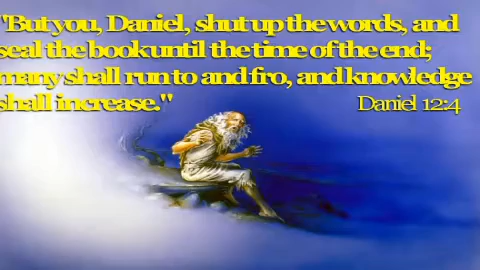 "But you, Daniel, shut up the words, and
seal the book until the time of the end;
many shall run to and fro, and knowledge
shall increase." Daniel 12:4